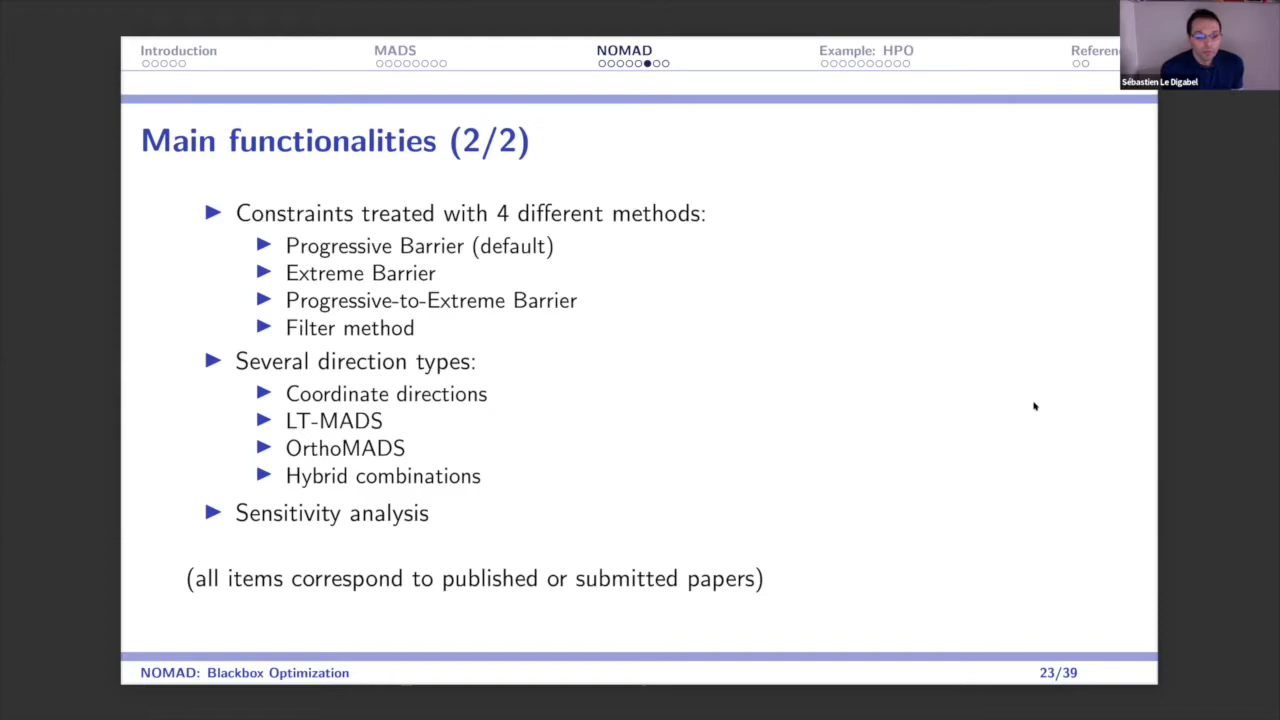 Introduction
MADS
NOMAD
Example: HPO
Sébastien Le Digabel
Main functionalities (2/2)
Constraints treated with 4 different methods:
Progressive Barrier (default)
Extreme Barrier
Progressive-to-Extreme Barrier
Filter method
Several direction types:
Coordinate directions
LT-MADS
OrthoMADS
Hybrid combinations
Sensitivity analysis
(all items correspond to published or submitted papers)
NOMAD: Blackbox Optimization
23/39